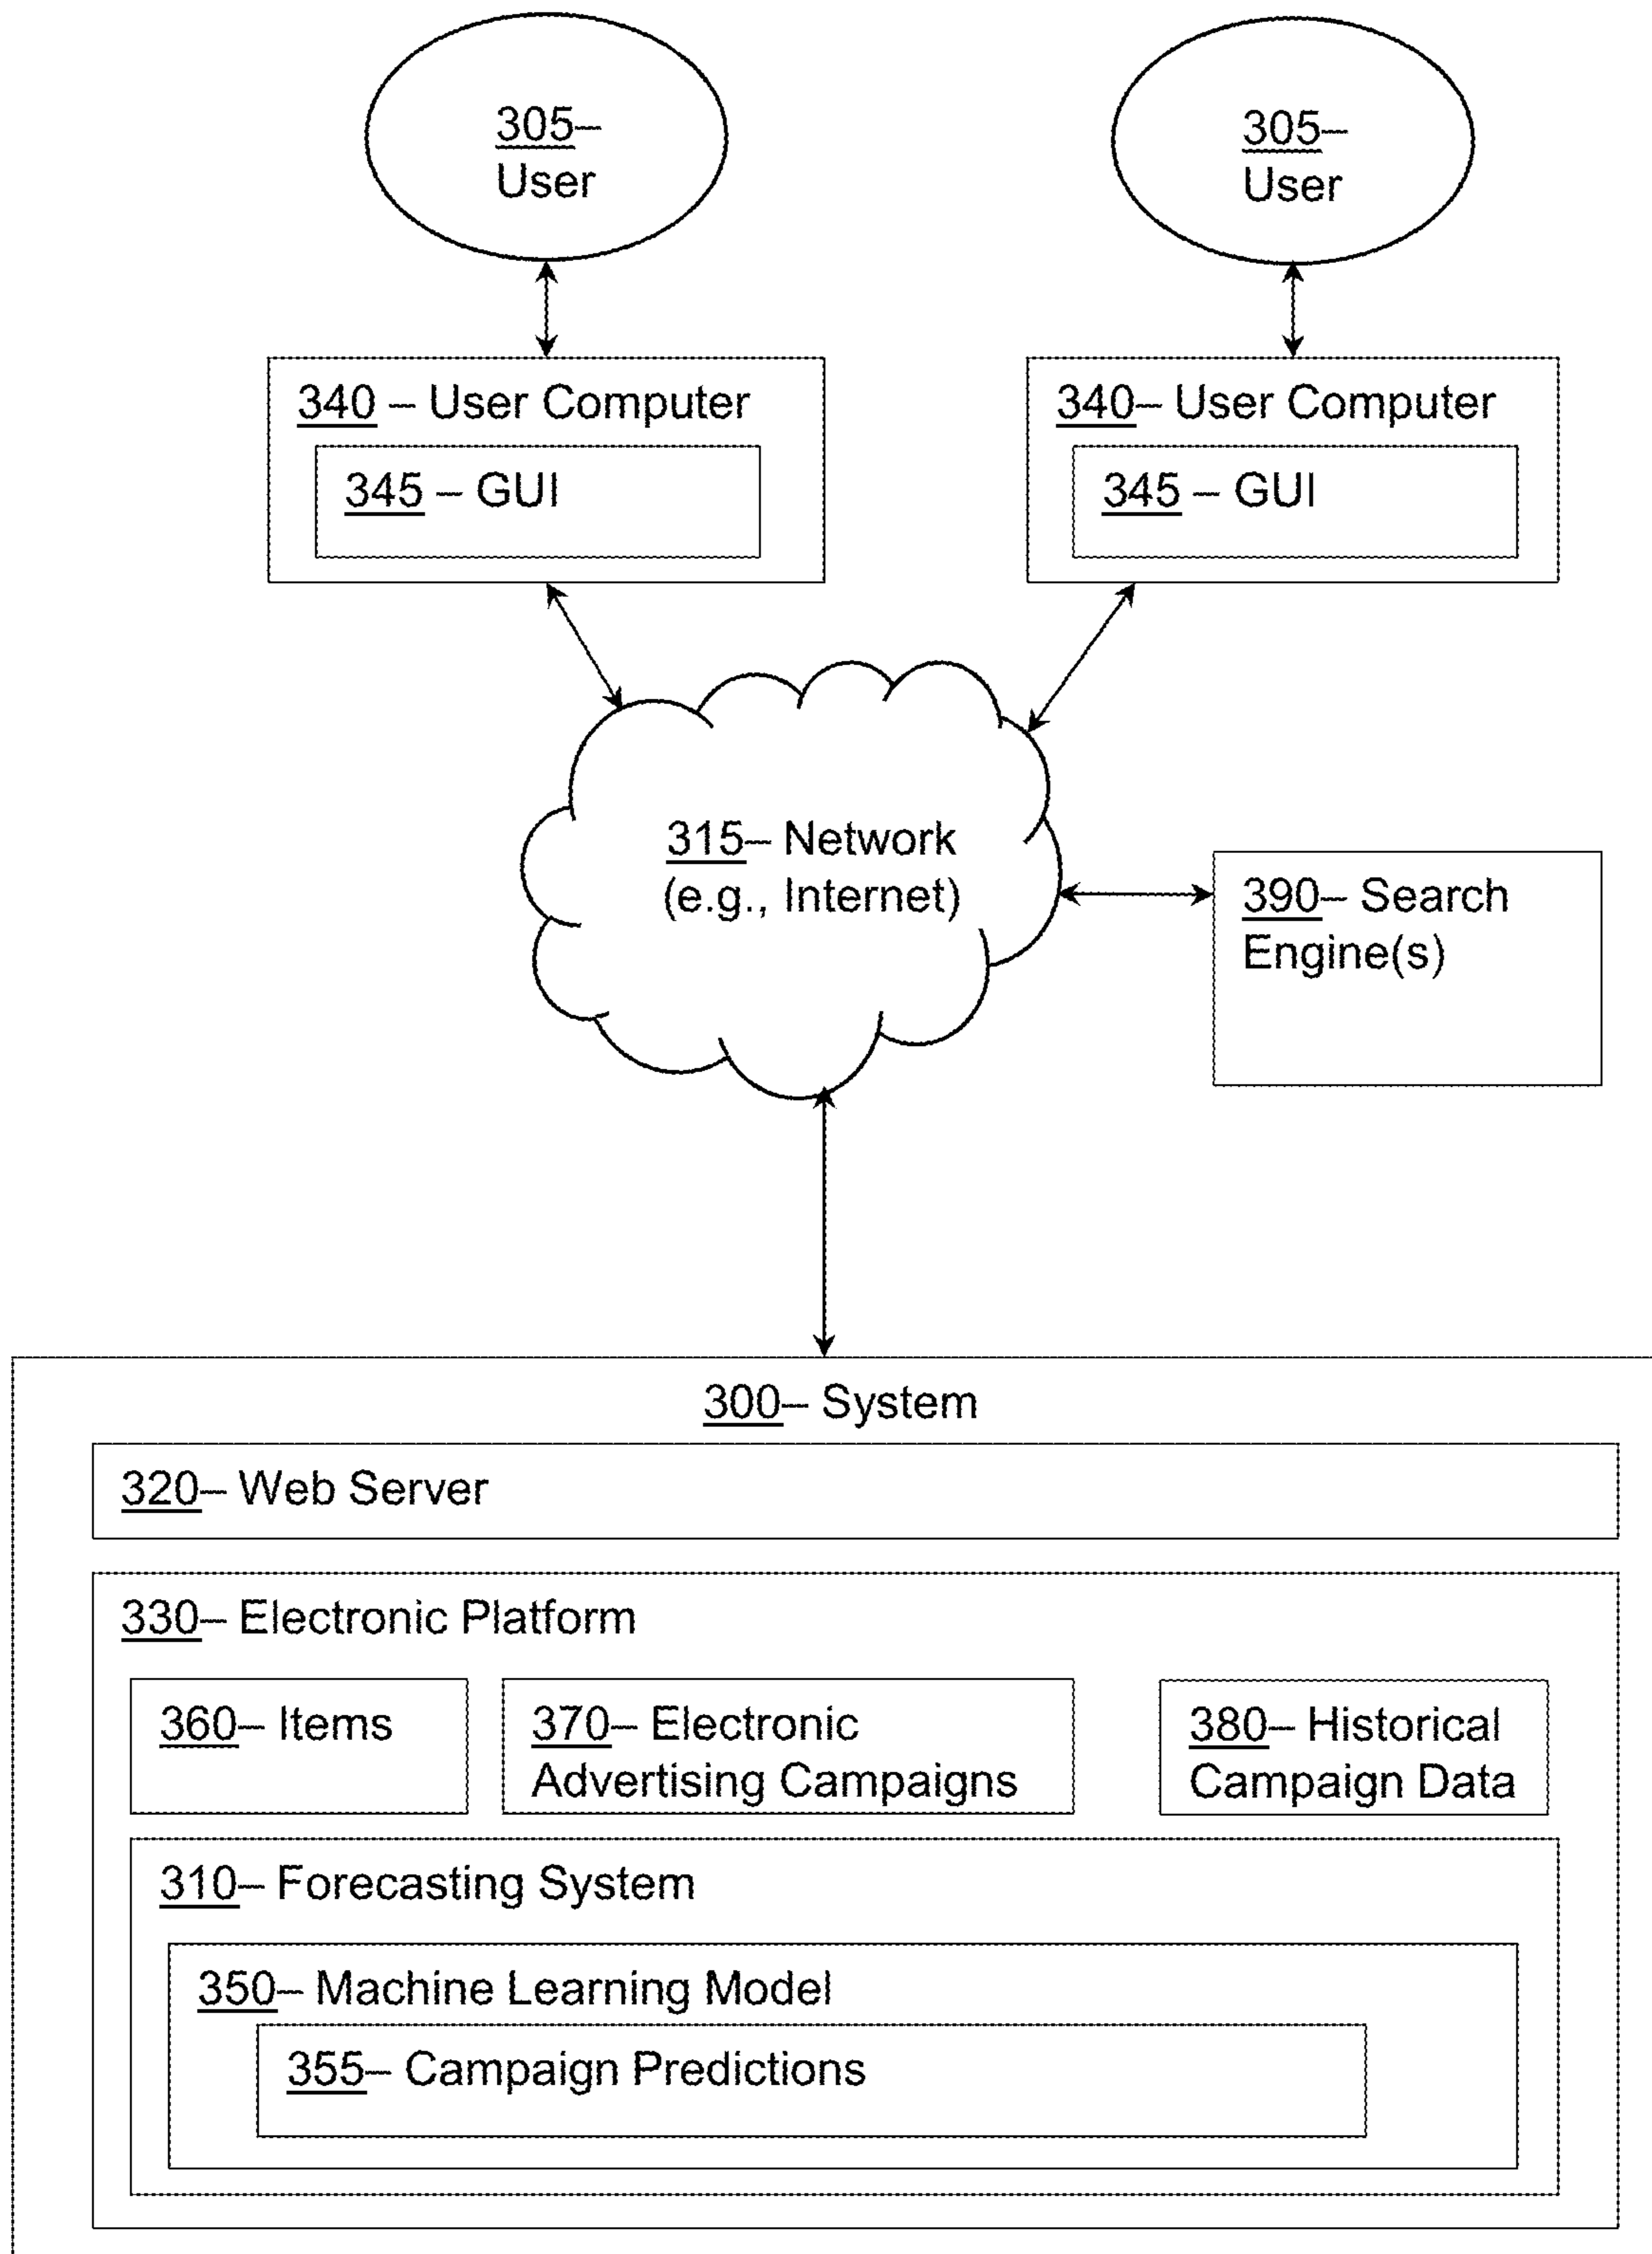 305–
User
305–
User
340 – User Computer
345 – GUI
340– User Computer
345 – GUI
315– Network
(e.g., Internet)
390– Search
Engine(s)
300– System
320– Web Server
330– Electronic Platform
360– Items
370– Electronic
Advertising Campaigns
380– Historical
Campaign Data
310– Forecasting System
350– Machine Learning Model
355– Campaign Predictions